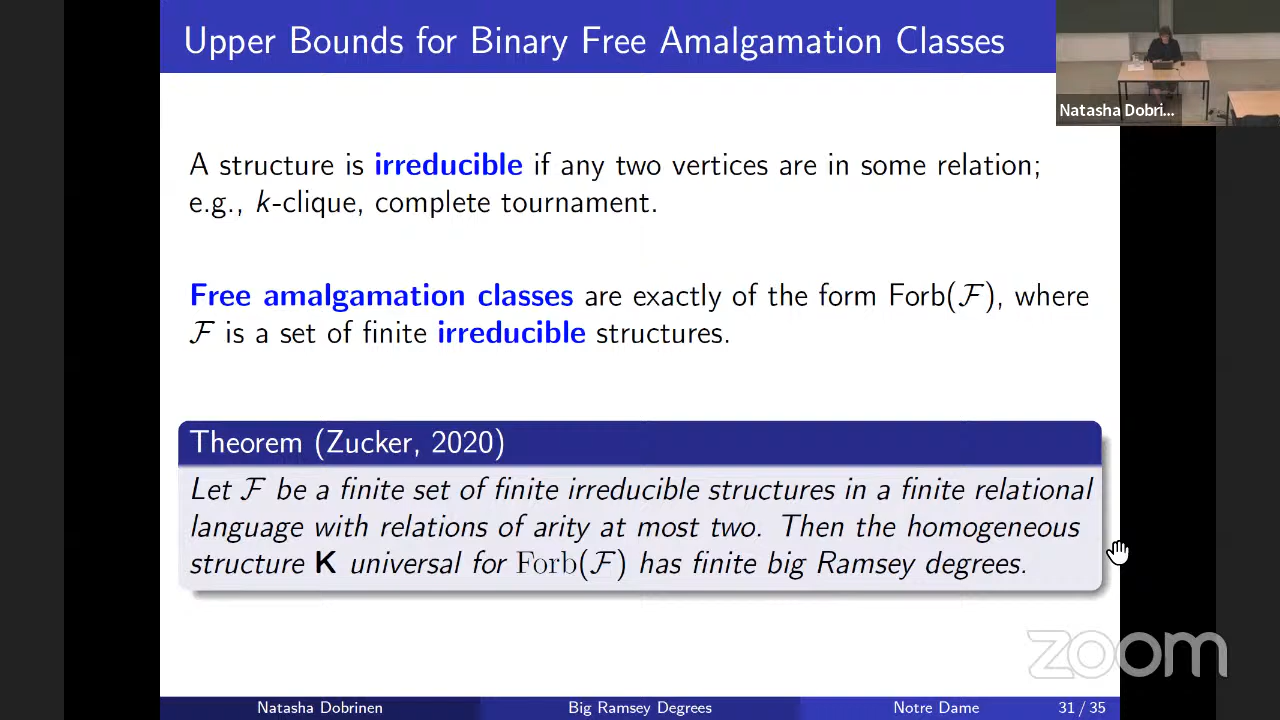 Upper Bounds for Binary Free Amalgamation Classes
Natasha Dobri...
A structure is irreducible if any two vertices are in some relation;
e.g., k-clique, complete tournament.
Free amalgamation classes are exactly of the form Forb(ℱ), where
ℱ is a set of finite irreducible structures.
Theorem (Zucker, 2020)
Let ℱ be a finite set of finite irreducible structures in a finite relational
language with relations of arity at most two. Then the homogeneous
structure K universal for Forb(ℱ) has finite big Ramsey degrees.
zoom
Natasha Dobrinen Big Ramsey Degrees Notre Dame 31 / 35